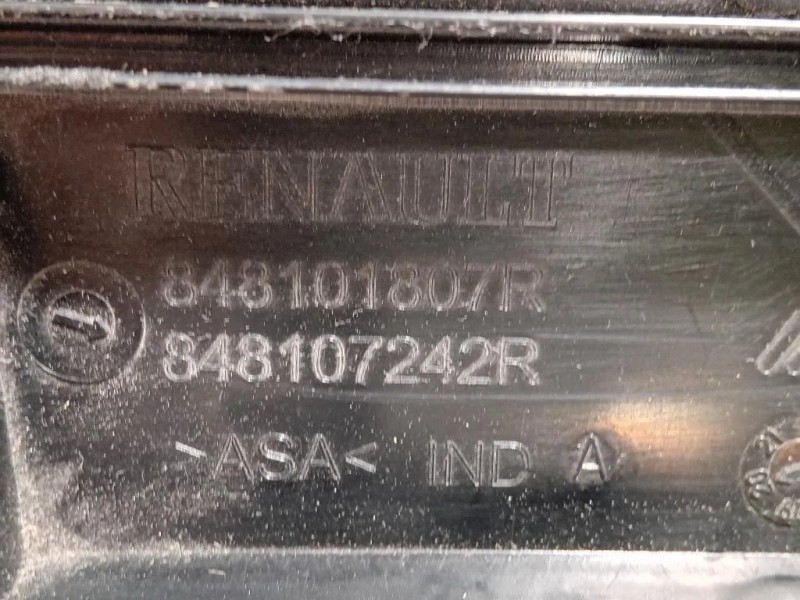 RENAULT
848101807R
848107242R
>ASA< IND A